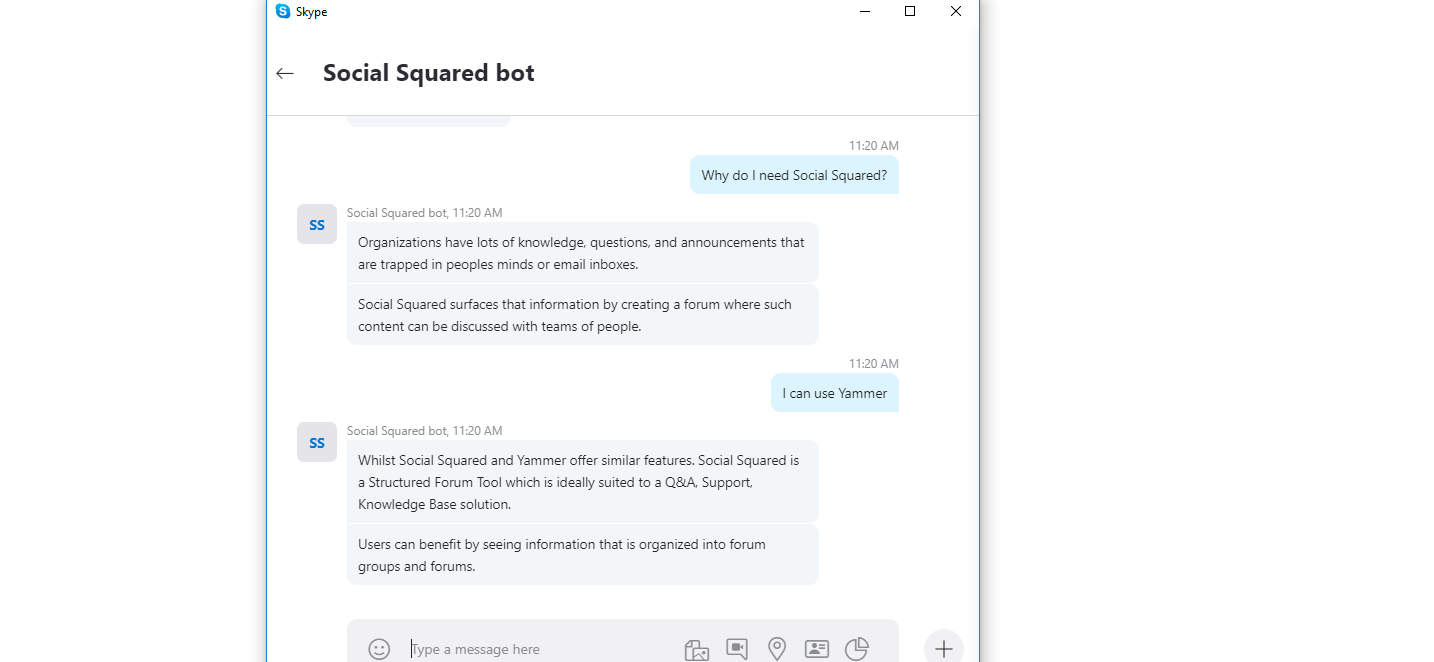 Skype
Social Squared bot
11:20 AM
Why do I need Social Squared?
SS
Social Squared bot, 11:20 AM
Organizations have lots of knowledge, questions, and announcements that
are trapped in peoples minds or email inboxes.
Social Squared surfaces that information by creating a forum where such
content can be discussed with teams of people.
11:20 AM
I can use Yammer
SS
Social Squared bot, 11:20 AM
Whilst Social Squared and Yammer offer similar features. Social Squared is
a Structured Forum Tool which is ideally suited to a Q&A, Support,
Knowledge Base solution.
Users can benefit by seeing information that is organized into forum
groups and forums.
Type a message here